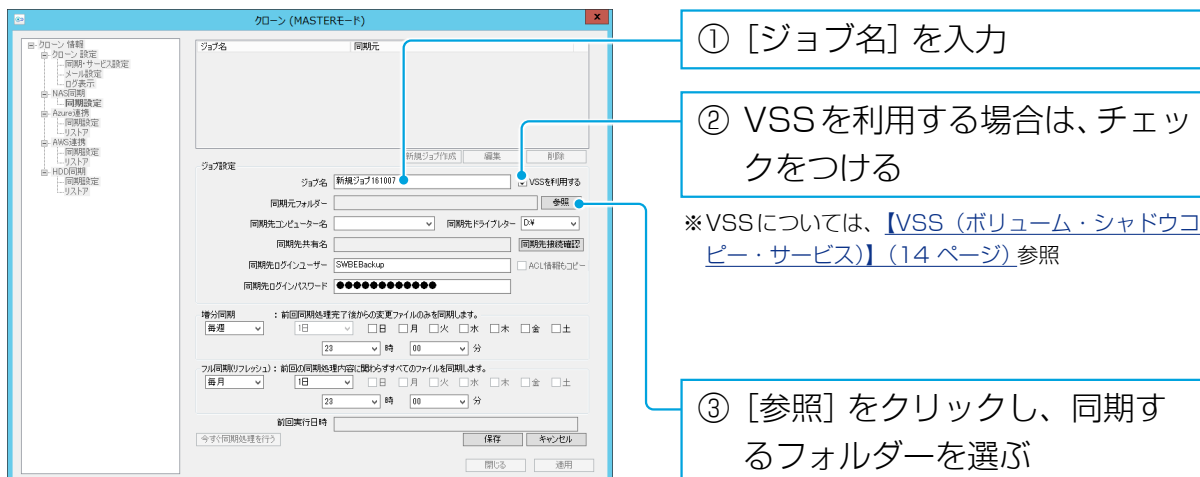 クローン (MASTERモード)
x
クローン 情報
クローン 設定
同期・サービス設定
メール設定
ログ表示
NAS同期
同期設定
Azure連携
同期設定
リストア
AWS連携
同期設定
リストア
HDD同期
同期設定
リストア
ジョブ名 同期元
新規ジョブ作成 編集 削除
ジョブ設定
ジョブ名 新規ジョブ161007 VSSを利用する
同期元フォルダー 参照
同期先コンピューター名 同期先ドライブレター D:¥
同期先共有名 同期先接続確認
同期先ログインユーザー SWBEBackup ACL情報もコピー
同期先ログインパスワード ●●●●●●●●●●●●
増分同期 : 前回同期処理完了後からの変更ファイルのみを同期します。
毎週 1日 日 月 火 水 木 金 土
23 時 00 分
フル同期(リフレッシュ) : 前回の同期処理内容に関わらずすべてのファイルを同期します。
毎月 1日 日 月 火 水 木 金 土
23 時 00 分
前回実行日時
今すぐ同期処理を行う 保存 キャンセル
閉じる 適用
① [ジョブ名] を入力
② VSSを利用する場合は、チェッ
クをつける
※VSSについては、【VSS（ボリューム・シャドウコ
ピー・サービス)】(14 ページ) 参照
③ [参照] をクリックし、同期す
るフォルダーを選ぶ